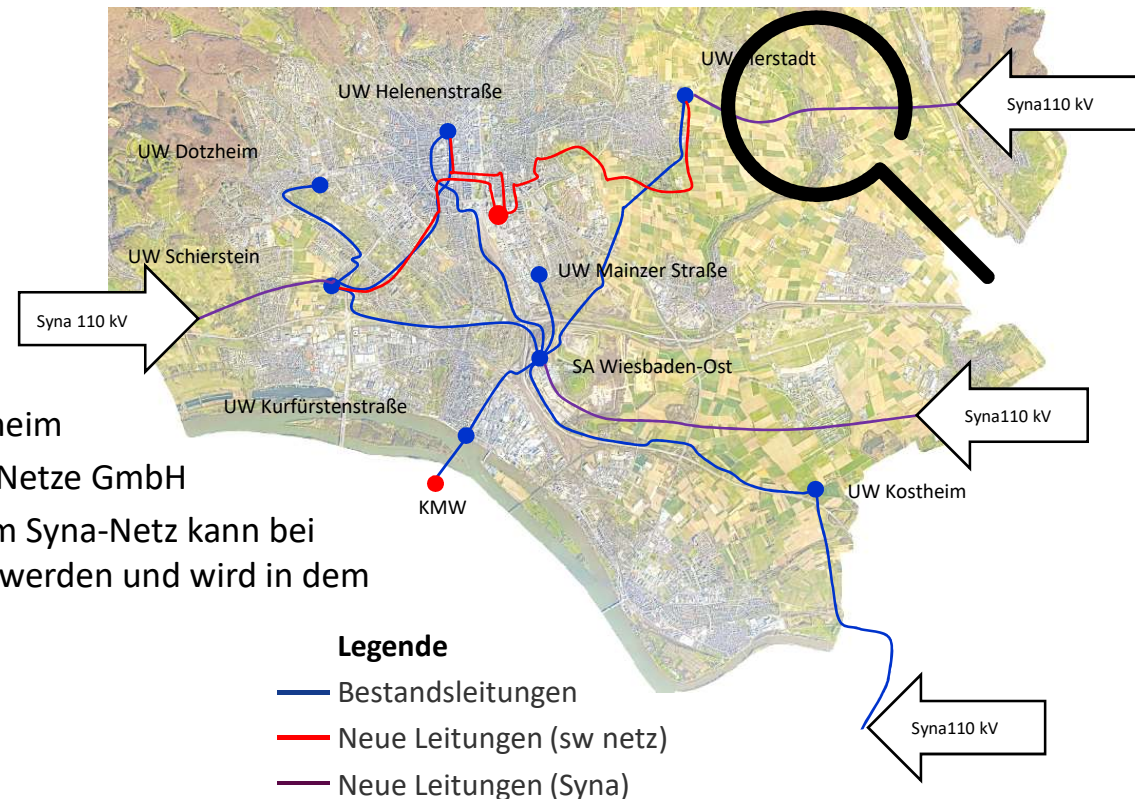 UW Helenenstraße
UW Dotzheim
UW Schierstein
Syna 110 kV
Syna110 kV
UW Mainzer Straße
SA Wiesbaden-Ost
UW Kurfürstenstraße
Syna110 kV
UW Kostheim
KMW
heim
Netze GmbH
Syna-Netz kann bei
werden und wird in dem
Legende
Bestandsleitungen
Neue Leitungen (sw netz)
Neue Leitungen (Syna)
Syna110 kV